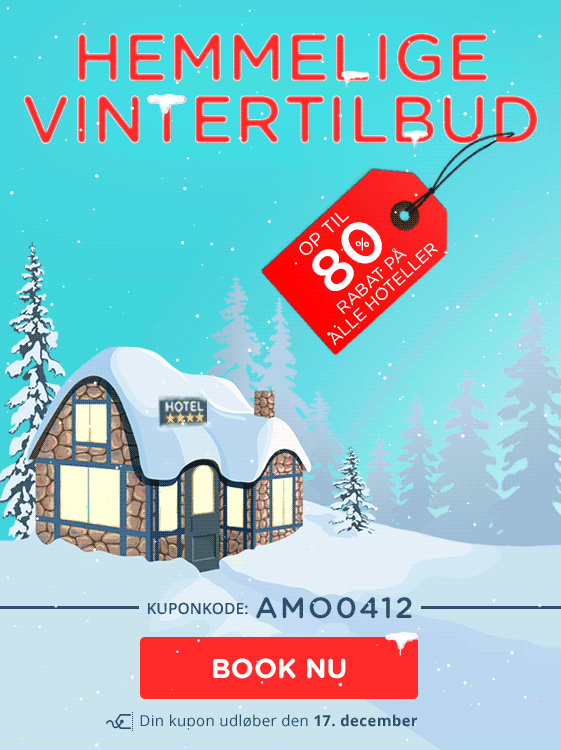 HEMMELIGE
VINTERTILBUD
OP TIL
80%
RABAT PÅ
ALLE HOTELLER
HOTEL
KUPONKODE: AMO0412
BOOK NU
Din kupon udløber den 17. december